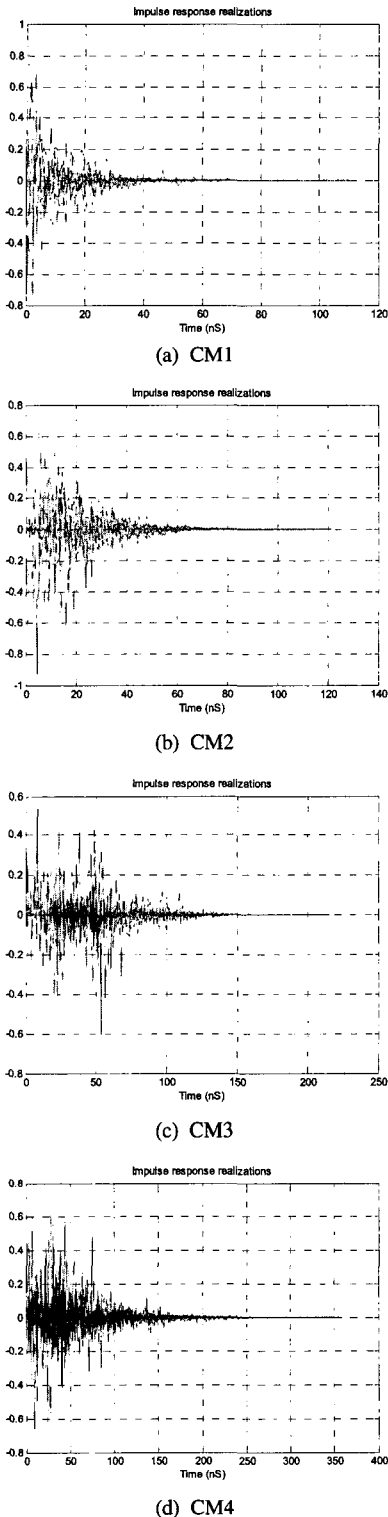 Impulse response realizations
1
0.8
0.6
0.4
0.2
0
-0.2
-0.4
-0.6
-0.8
0 20 40 60 80 100 120
Time (nS)
(a) CM1
Impulse response realizations
0.8
0.6
0.4
0.2
0
-0.2
-0.4
-0.6
-0.8
-1
0 20 40 60 80 100 120 140
Time (nS)
(b) CM2
Impulse response realizations
0.6
0.4
0.2
0
-0.2
-0.4
-0.6
-0.8
0 50 100 150 200 250
Time (nS)
(c) CM3
Impulse response realizations
0.8
0.6
0.4
0.2
0
-0.2
-0.4
-0.6
-0.8
0 50 100 150 200 250 300 350 400
Time (nS)
(d) CM4